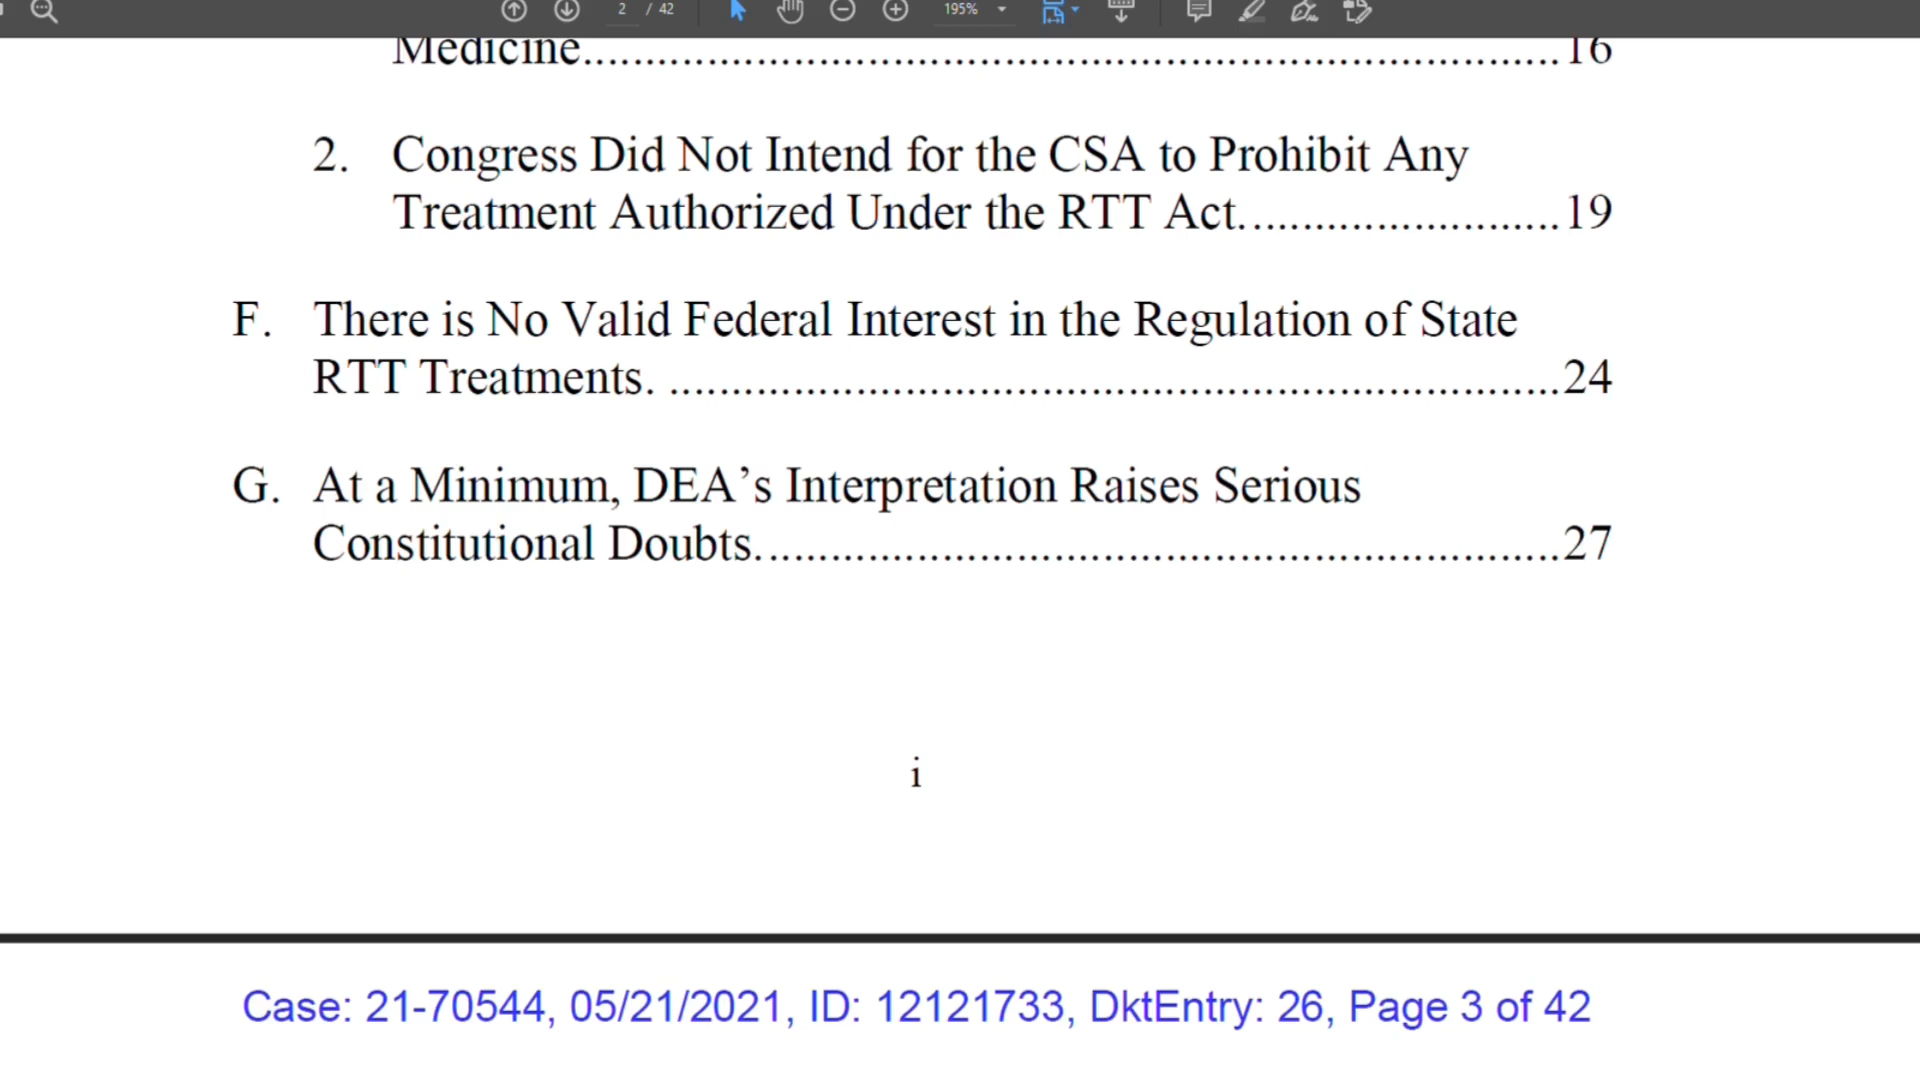 2 / 42 195%
Medicine................................................................................16
2. Congress Did Not Intend for the CSA to Prohibit Any
Treatment Authorized Under the RTT Act.........................19
F. There is No Valid Federal Interest in the Regulation of State
RTT Treatments. ........................................................................24
G. At a Minimum, DEA’s Interpretation Raises Serious
Constitutional Doubts.................................................................27
i
Case: 21-70544, 05/21/2021, ID: 12121733, DktEntry: 26, Page 3 of 42